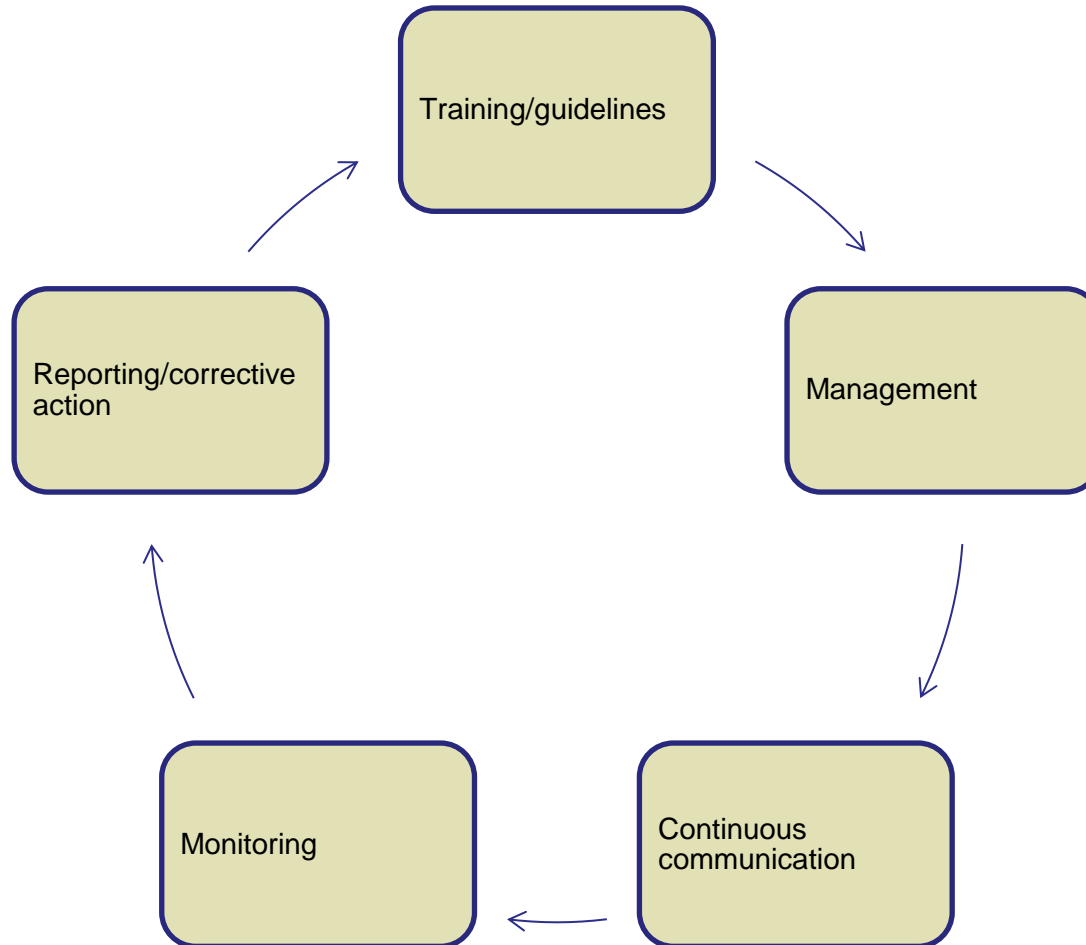 Training/guidelines
Management
Continuous
communication
Monitoring
Reporting/corrective
action